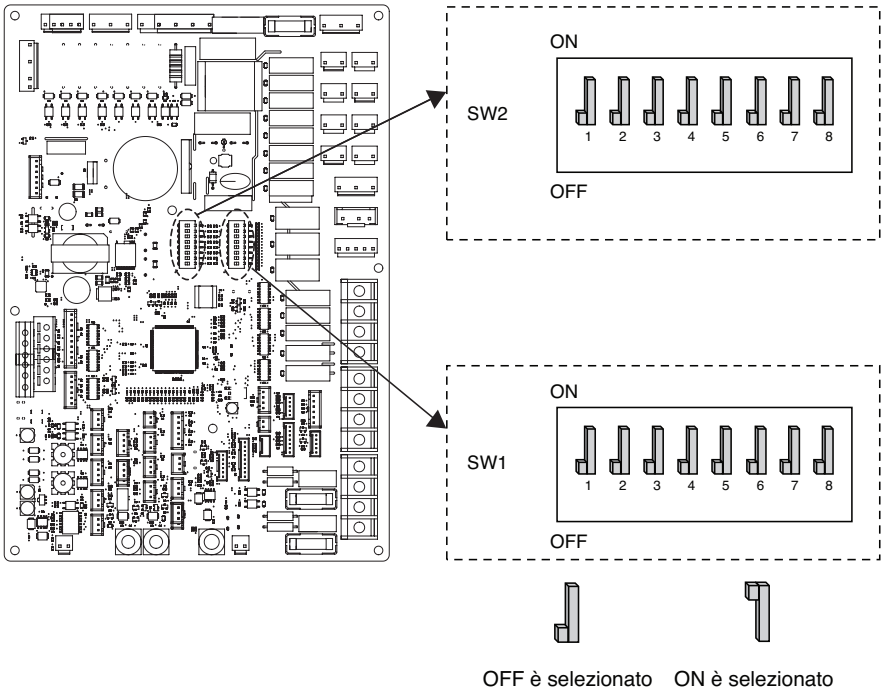 ON
SW2
1 2 3 4 5 6 7 8
OFF
ON
SW1
1 2 3 4 5 6 7 8
OFF
OFF è selezionato ON è selezionato